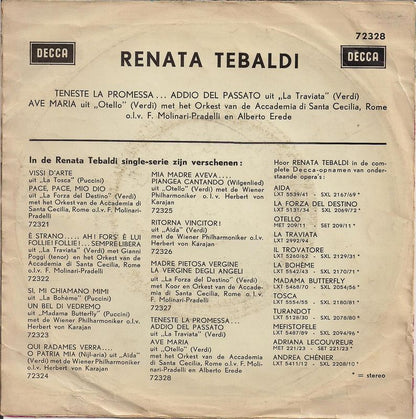 72328
DECCA
RENATA TEBALDI
DECCA
TENESTE LA PROMESSA... ADDIO DEL PASSATO uit „La Traviata” (Verdi)
AVE MARIA uit „Otello” (Verdi) met het Orkest van de Accademia di Santa Cecilia, Rome
o.l.v. F. Molinari-Pradelli en Alberto Erede
In de Renata Tebaldi single-serie zijn verschenen:
VISSI D'ARTE
uit „La Tosca” (Puccini)
PACE, PACE, MIO DIO
uit „La Forza del Destino” (Verdi)
met Orkest van de Accademia di
Santa Cecilia, Rome o.l.v. F. Molinari-
Pradelli
72321
É STRANO.... AH! FORS' É LUI
FOLLIE! FOLLIE!... SEMPRE LIBERA
uit „La Traviata” (Verdi) met Gianni
Poggi (tenor) en het Orkest van de
Accademia di Santa Cecilia, Rome o.l.v.
F. Molinari-Pradelli
72322
SI, MI CHIAMANO MIMI
uit „La Bohème” (Puccini)
UN BEL DI VEDREMO
uit „Madame Butterfly” (Puccini) met
de Wiener Philharmoniker o.l.v.
Herbert von Karajan
72323
QUI RADAMES VERRA....
O PATRIA MIA (Nijl-aria) uit „Aida”
(Verdi) met de Wiener Philharmoniker
o.l.v. Herbert von Karajan
72324
MIA MADRE AVEVA....
PIANGEA CANTANDO (Wilgenlied)
uit „Otello” (Verdi) met de Wiener
Philharmoniker o.l.v. Herbert von
Karajan
72325
RITORNA VINCITOR!
uit „Aida” (Verdi)
met de Wiener Philharmoniker o.l.v.
Herbert von Karajan
72326
MADRE PIETOSA VERGINE
LA VERGINE DEGLI ANGELI
uit „La Forza del Destino” (Verdi)
met Koor en Orkest van de Accademia
di Santa Cecilia, Rome o.l.v. F.
Molinari-Pradelli
72327
TENESTE LA PROMESSA...
ADDIO DEL PASSATO
uit „La Traviata” (Verdi)
AVE MARIA
uit „Otello” (Verdi)
met het Orkest van de Accademia di
Santa Cecilia, Rome o.l.v. F. Molinari-
Pradelli en Alberto Erede
72328
Hoor RENATA TEBALDI in de com-
plete Decca-opnamen van onder-
staande opera's:
AIDA
LXT 5539/41 - SXL 2167/69 *
LA FORZA DEL DESTINO
LXT 5131/34 - SXL 2069/72 *
OTELLO
MET 209/11 - SET 209/11 *
LA TRAVIATA
LXT 2992/94
IL TROVATORE
LXT 5260/62 - SXL 2129/31 *
LA BOHÈME
LXT 5542/43 - SXL 2170/71 *
MADAMA BUTTERFLY
LXT 5468/70 - SXL 2054/56 *
TOSCA
LXT 5554/55 - SXL 2180/81 *
TURANDOT
LXT 5128/30 - SXL 2078/80 *
MEFISTOFELE
LXT 5487/89 - SXL 2094/96 *
ADRIANA LECOUVREUR
MET 221/23 - SET 221/23 *
ANDREA CHÉNIER
LXT 5411/12 - SXL 2208/10 *
* = stereo